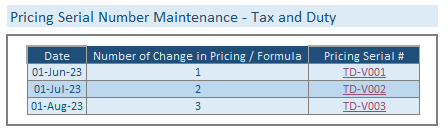 Pricing Serial Number Maintenance - Tax and Duty
Date Number of Change in Pricing / Formula Pricing Serial #
01-Jun-23 1 TD-V001
01-Jul-23 2 TD-V002
01-Aug-23 3 TD-V003